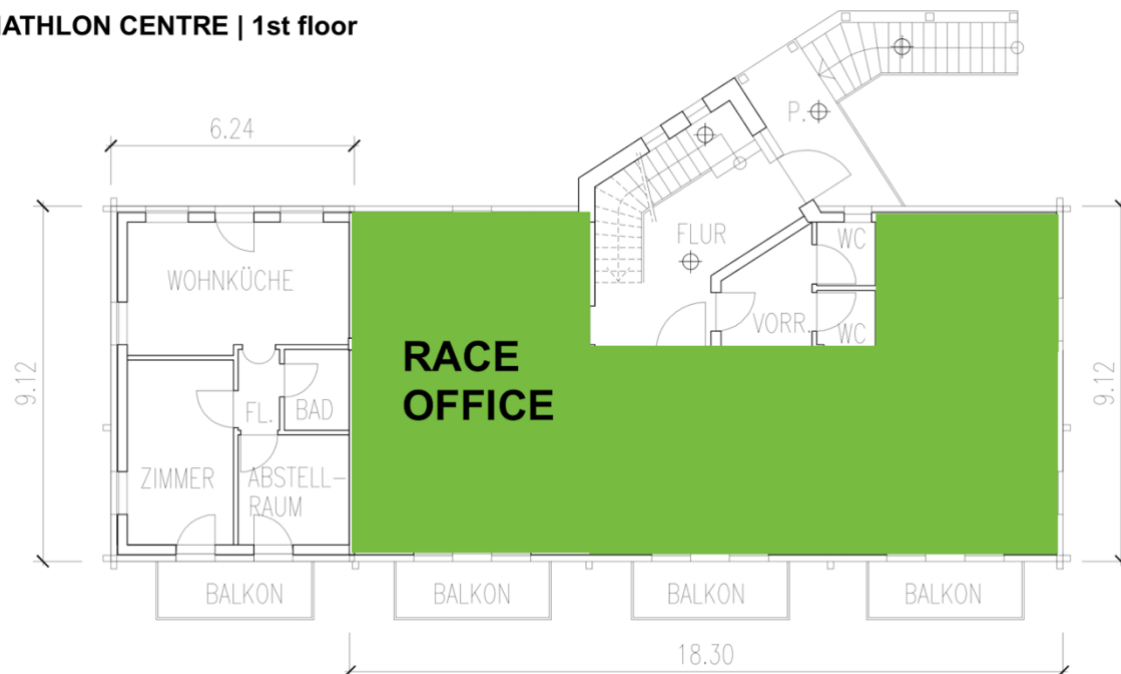 IATHLON CENTRE | 1st floor
6.24
P.
9.12
WOHNKÜCHE
FLUR
WC
VORR.
WC
RACE
OFFICE
9.12
FL.
BAD
ZIMMER
ABSTELL-
RAUM
BALKON
BALKON
BALKON
BALKON
18.30